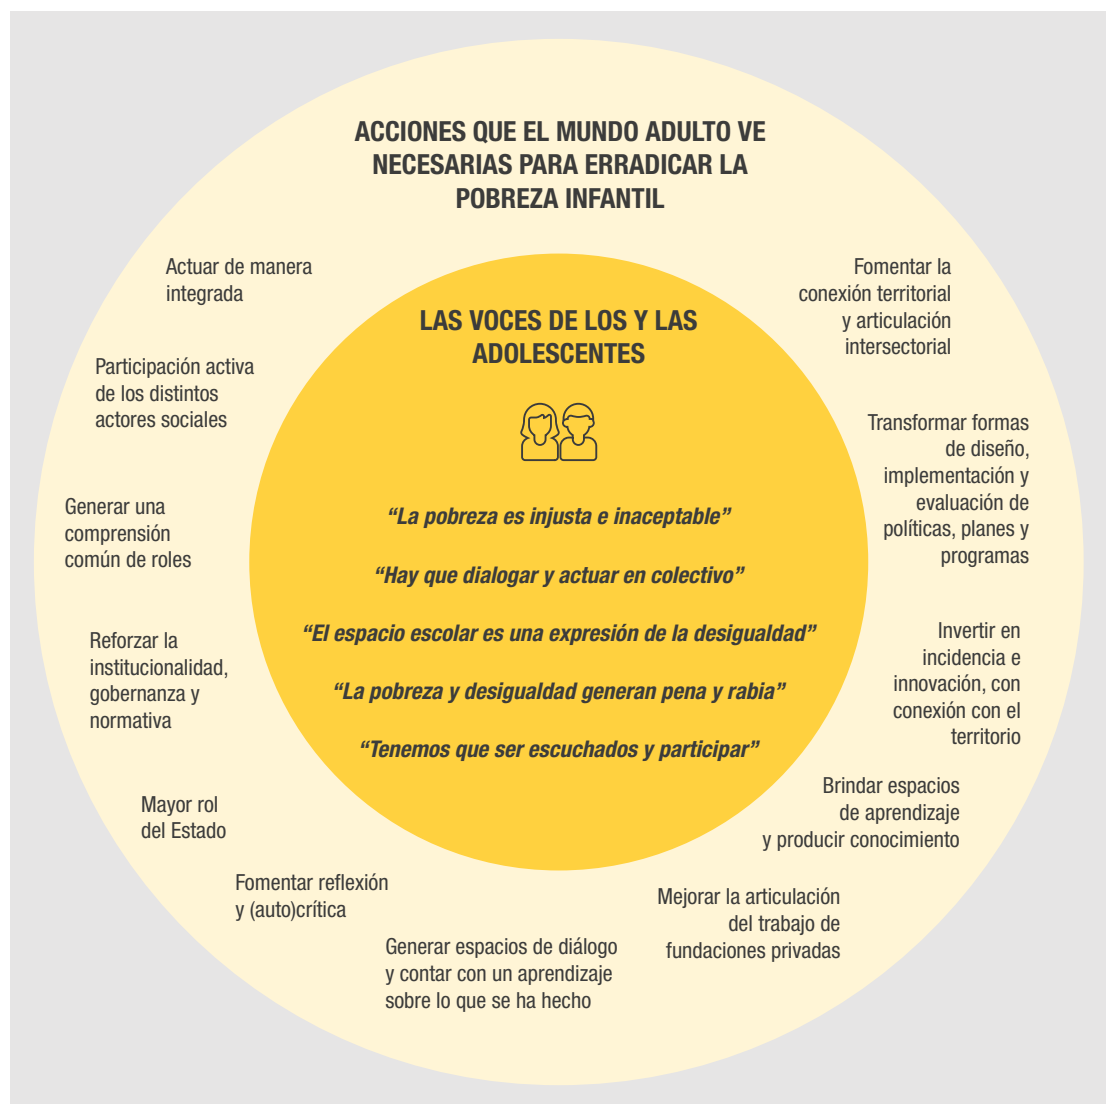 ACCIONES QUE EL MUNDO ADULTO VE
NECESARIAS PARA ERRADICAR LA
POBREZA INFANTIL
Actuar de manera
integrada
Participación activa
de los distintos
actores sociales
Generar una
comprensión
común de roles
Reforzar la
institucionalidad,
gobernanza y
normativa
Mayor rol
del Estado
Fomentar reflexión
y (auto)crítica
Generar espacios de diálogo
y contar con un aprendizaje
sobre lo que se ha hecho
Mejorar la articulación
del trabajo de
fundaciones privadas
Brindar espacios
de aprendizaje
y producir conocimiento
Invertir en
incidencia e
innovación, con
conexión con el
territorio
Transformar formas
de diseño,
implementación y
evaluación de
políticas, planes y
programas
Fomentar la
conexión territorial
y articulación
intersectorial
LAS VOCES DE LOS Y LAS
ADOLESCENTES
“La pobreza es injusta e inaceptable”
“Hay que dialogar y actuar en colectivo”
“El espacio escolar es una expresión de la desigualdad”
“La pobreza y desigualdad generan pena y rabia”
“Tenemos que ser escuchados y participar”